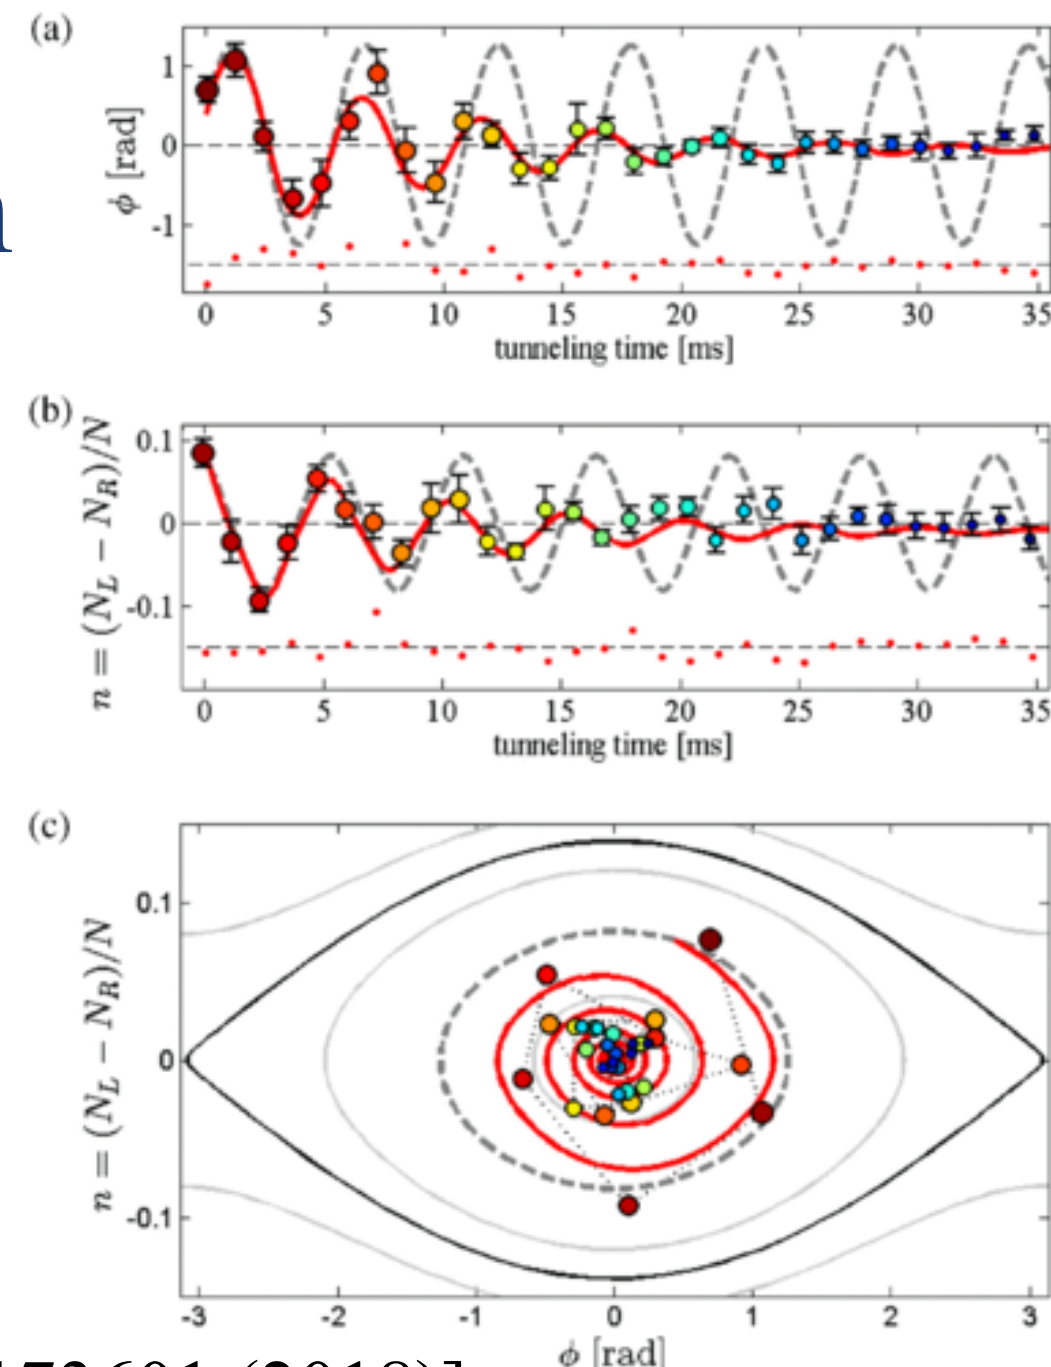 (a)
1
0
-1
ϕ [rad]
0 5 10 15 20 25 30 35
tunneling time [ms]
(b)
0.1
0
-0.1
n = (N_L − N_R)/N
0 5 10 15 20 25 30 35
tunneling time [ms]
(c)
0.1
0
-0.1
n = (N_L − N_R)/N
-3 -2 -1 0 1 2 3
ϕ [rad]